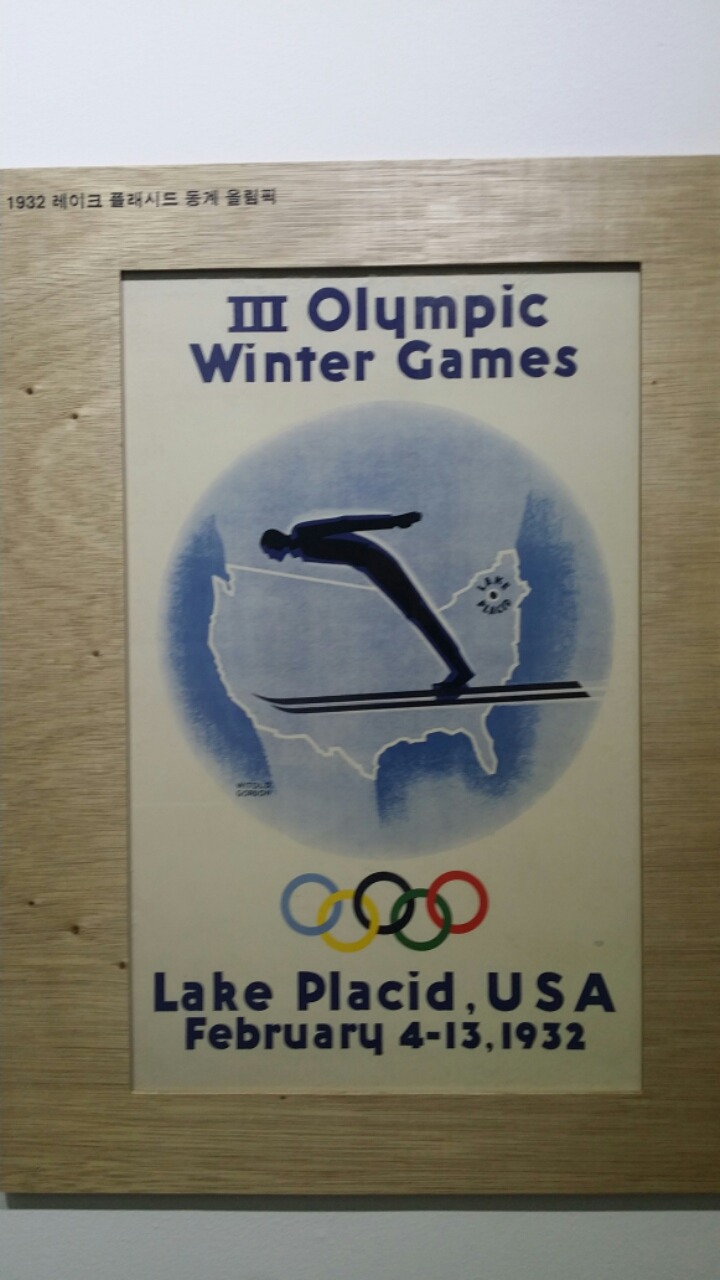 1932 레이크 플래시드 동계 올림픽
III Olympic
Winter Games
LAKE
PLACID
WITOLD
GORDON
Lake Placid, USA
February 4-13, 1932